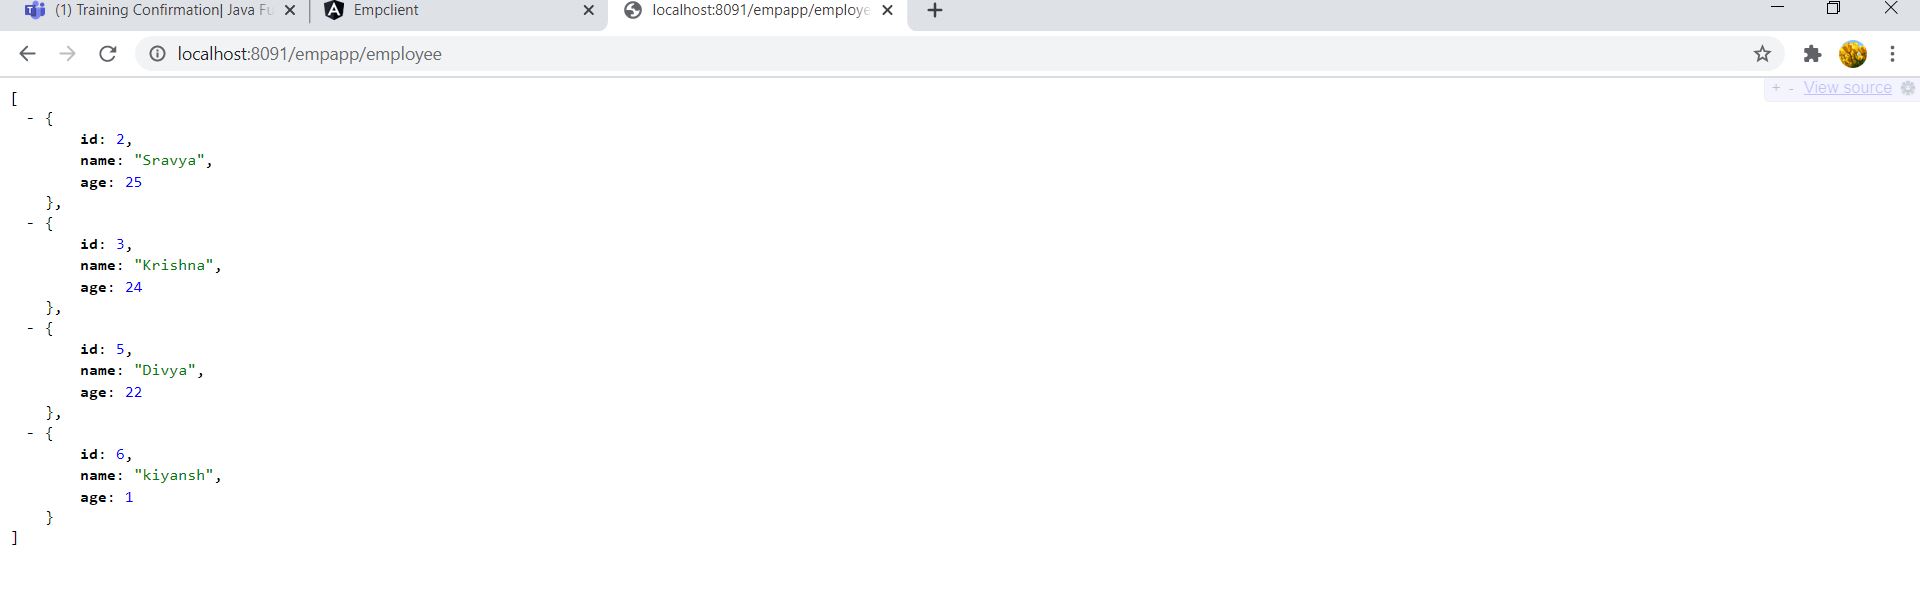 (1) Training Confirmation| Java Fu
Empclient
localhost:8091/empapp/employe
localhost:8091/empapp/employee
+ - View source
[
- {
id: 2,
name: "Sravya",
age: 25
},
- {
id: 3,
name: "Krishna",
age: 24
},
- {
id: 5,
name: "Divya",
age: 22
},
- {
id: 6,
name: "kiyansh",
age: 1
}
]